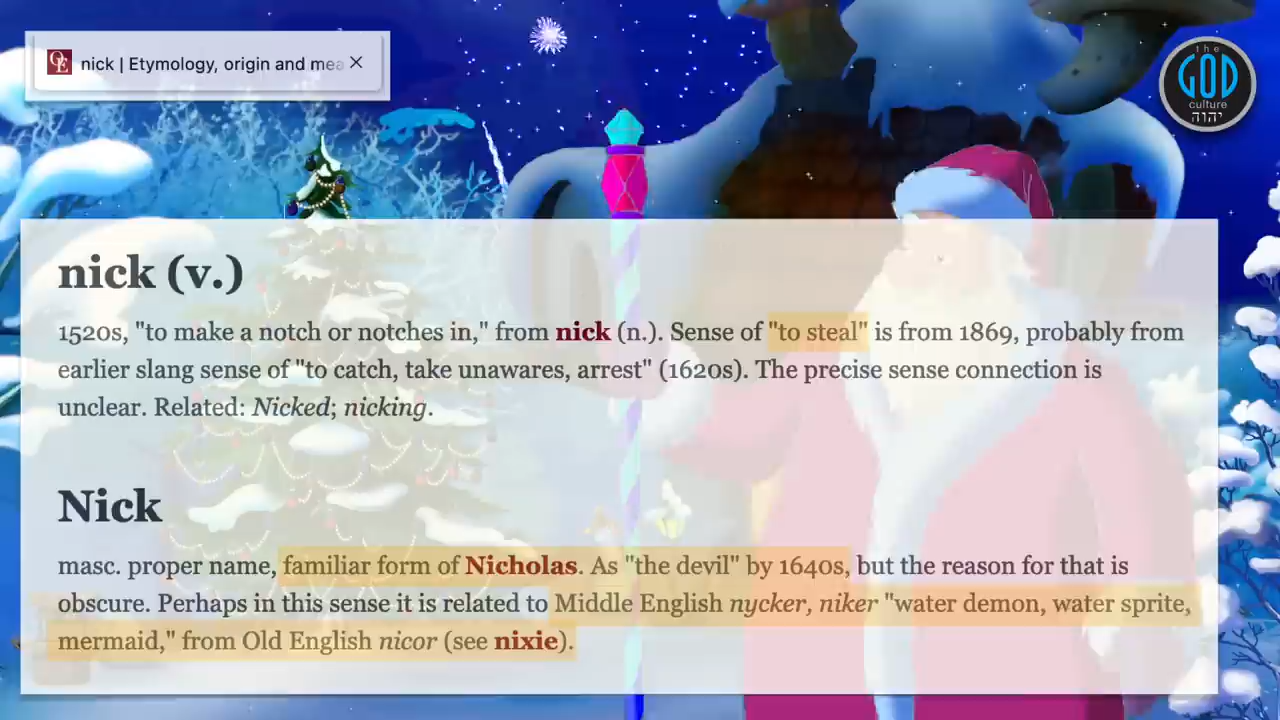 nick | Etymology, origin and mea
the
GOD
culture
יהוה
nick (v.)
1520s, "to make a notch or notches in," from nick (n.). Sense of "to steal" is from 1869, probably from
earlier slang sense of "to catch, take unawares, arrest" (1620s). The precise sense connection is
unclear. Related: Nicked; nicking.
Nick
masc. proper name, familiar form of Nicholas. As "the devil" by 1640s, but the reason for that is
obscure. Perhaps in this sense it is related to Middle English nycker, niker "water demon, water sprite,
mermaid," from Old English nicor (see nixie).